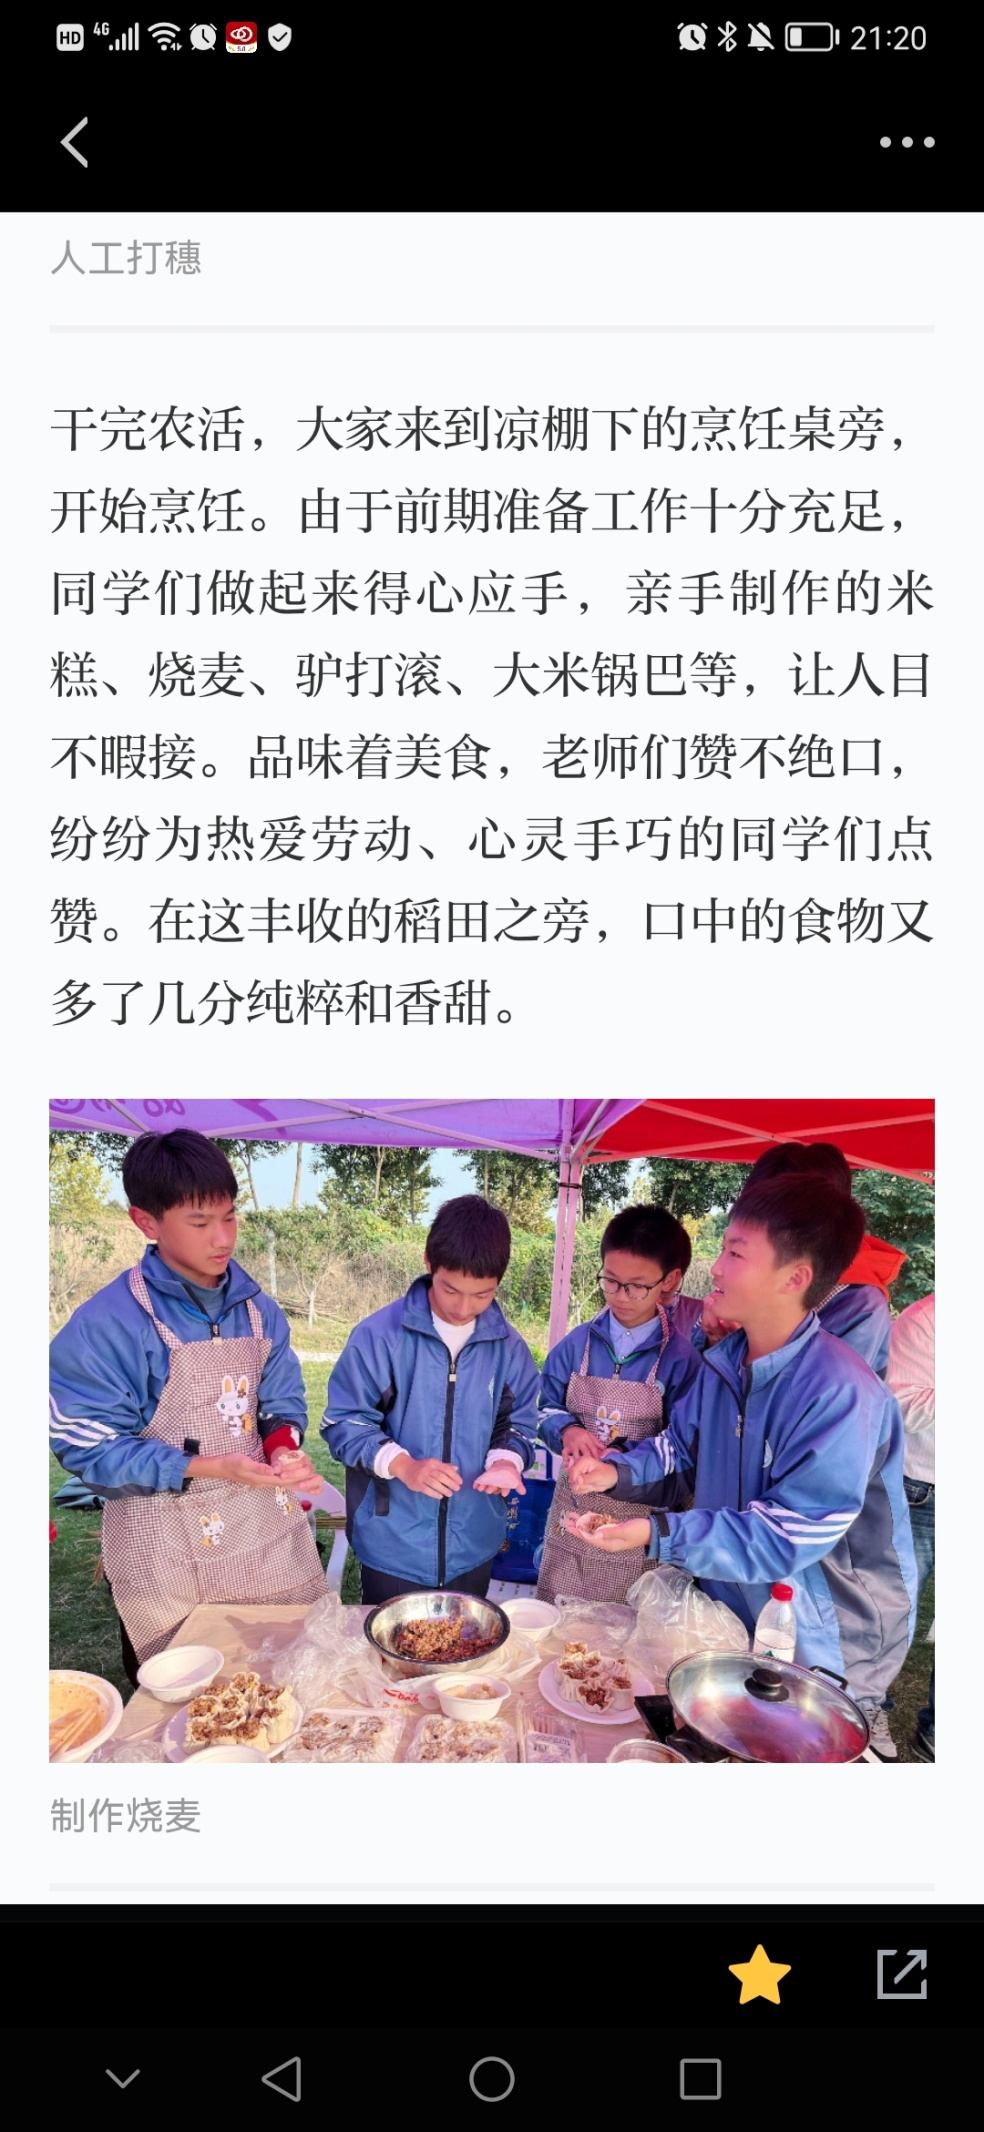 HD 4G 21:20
人工打穗
干完农活，大家来到凉棚下的烹饪桌旁，
开始烹饪。由于前期准备工作十分充足，
同学们做起来得心应手，亲手制作的米
糕、烧麦、驴打滚、大米锅巴等，让人目
不暇接。品味着美食，老师们赞不绝口，
纷纷为热爱劳动、心灵手巧的同学们点
赞。在这丰收的稻田之旁，口中的食物又
多了几分纯粹和香甜。
制作烧麦